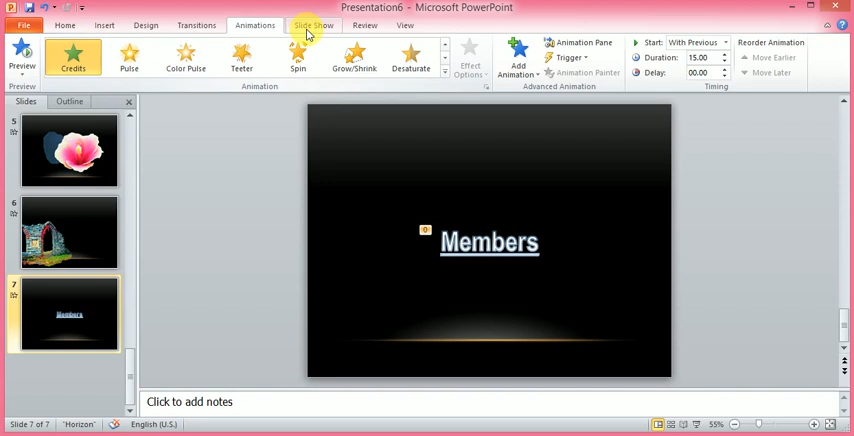 Presentation6 - Microsoft PowerPoint
File Home Insert Design Transitions Animations Slide Show Review View
Preview
Credits Pulse Color Pulse Teeter Spin Grow/Shrink Desaturate
Effect Options
Add Animation
Animation Pane
Trigger
Animation Painter
Start: With Previous
Duration: 15.00
Delay: 00.00
Reorder Animation
Move Earlier
Move Later
Preview Animation Advanced Animation Timing
Slides Outline
5
6
7
Members
0
Members
Click to add notes
Slide 7 of 7 "Horizon" English (U.S.) 55%